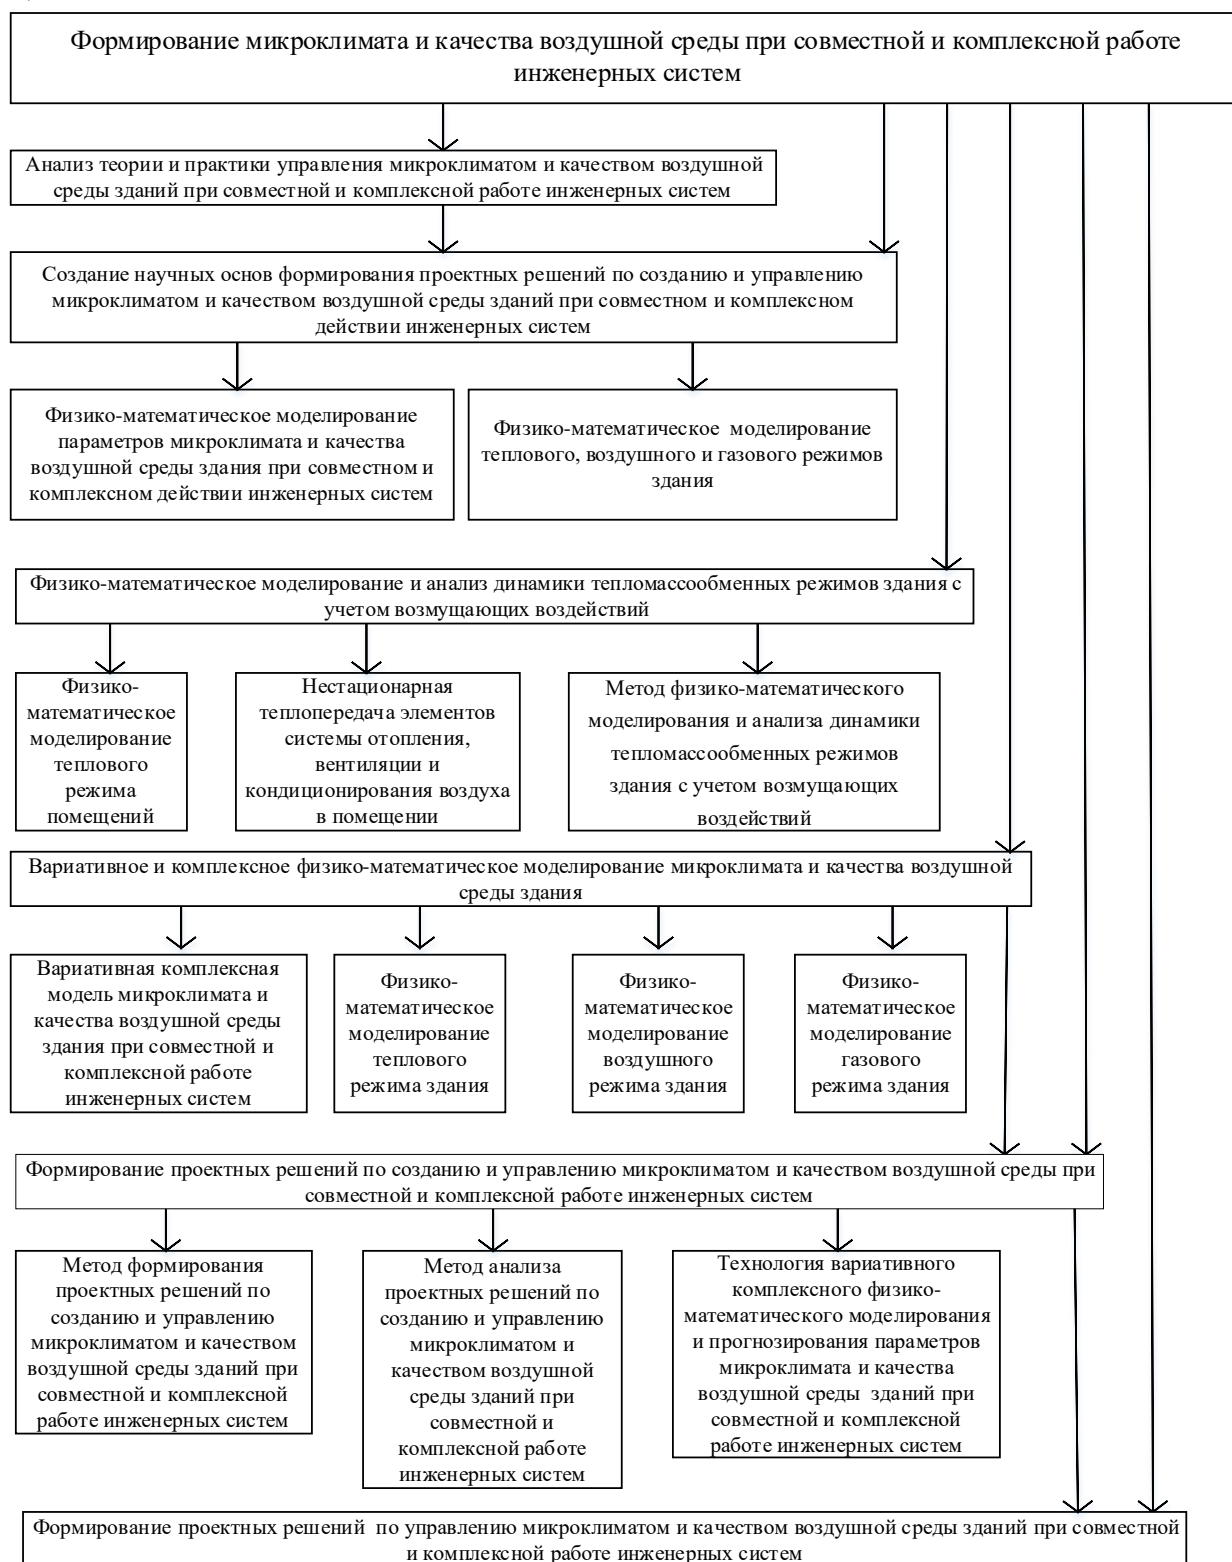 Формирование микроклимата и качества воздушной среды при совместной и комплексной работе
инженерных систем
Анализ теории и практики управления микроклиматом и качеством воздушной
среды зданий при совместной и комплексной работе инженерных систем
Создание научных основ формирования проектных решений по созданию и управлению
микроклиматом и качеством воздушной среды зданий при совместном и комплексном
действии инженерных систем
Физико-математическое моделирование
параметров микроклимата и качества
воздушной среды здания при совместном и
комплексном действии инженерных систем
Физико-математическое моделирование
теплового, воздушного и газового режимов
здания
Физико-математическое моделирование и анализ динамики тепломассообменных режимов здания с
учетом возмущающих воздействий
Физико-
математическое
моделирование
теплового
режима
помещений
Нестационарная
теплопередача элементов
системы отопления,
вентиляции и
кондиционирования воздуха
в помещении
Метод физико-математического
моделирования и анализа динамики
тепломассообменных режимов
здания с учетом возмущающих
воздействий
Вариативное и комплексное физико-математическое моделирование микроклимата и качества воздушной
среды здания
Вариативная комплексная
модель микроклимата и
качества воздушной среды
здания при совместной и
комплексной работе
инженерных систем
Физико-
математическое
моделирование
теплового
режима здания
Физико-
математическое
моделирование
воздушного
режима здания
Физико-
математическое
моделирование
газового
режима здания
Формирование проектных решений по созданию и управлению микроклиматом и качеством воздушной среды при
совместной и комплексной работе инженерных систем
Метод формирования
проектных решений по
созданию и управлению
микроклиматом и качеством
воздушной среды зданий при
совместной и комплексной
работе инженерных систем
Метод анализа
проектных решений по
созданию и управлению
микроклиматом и
качеством воздушной
среды зданий при
совместной и
комплексной работе
инженерных систем
Технология вариативного
комплексного физико-
математического моделирования
и прогнозирования параметров
микроклимата и качества
воздушной среды зданий при
совместной и комплексной
работе инженерных систем
Формирование проектных решений по управлению микроклиматом и качеством воздушной среды зданий при совместной
и комплексной работе инженерных систем